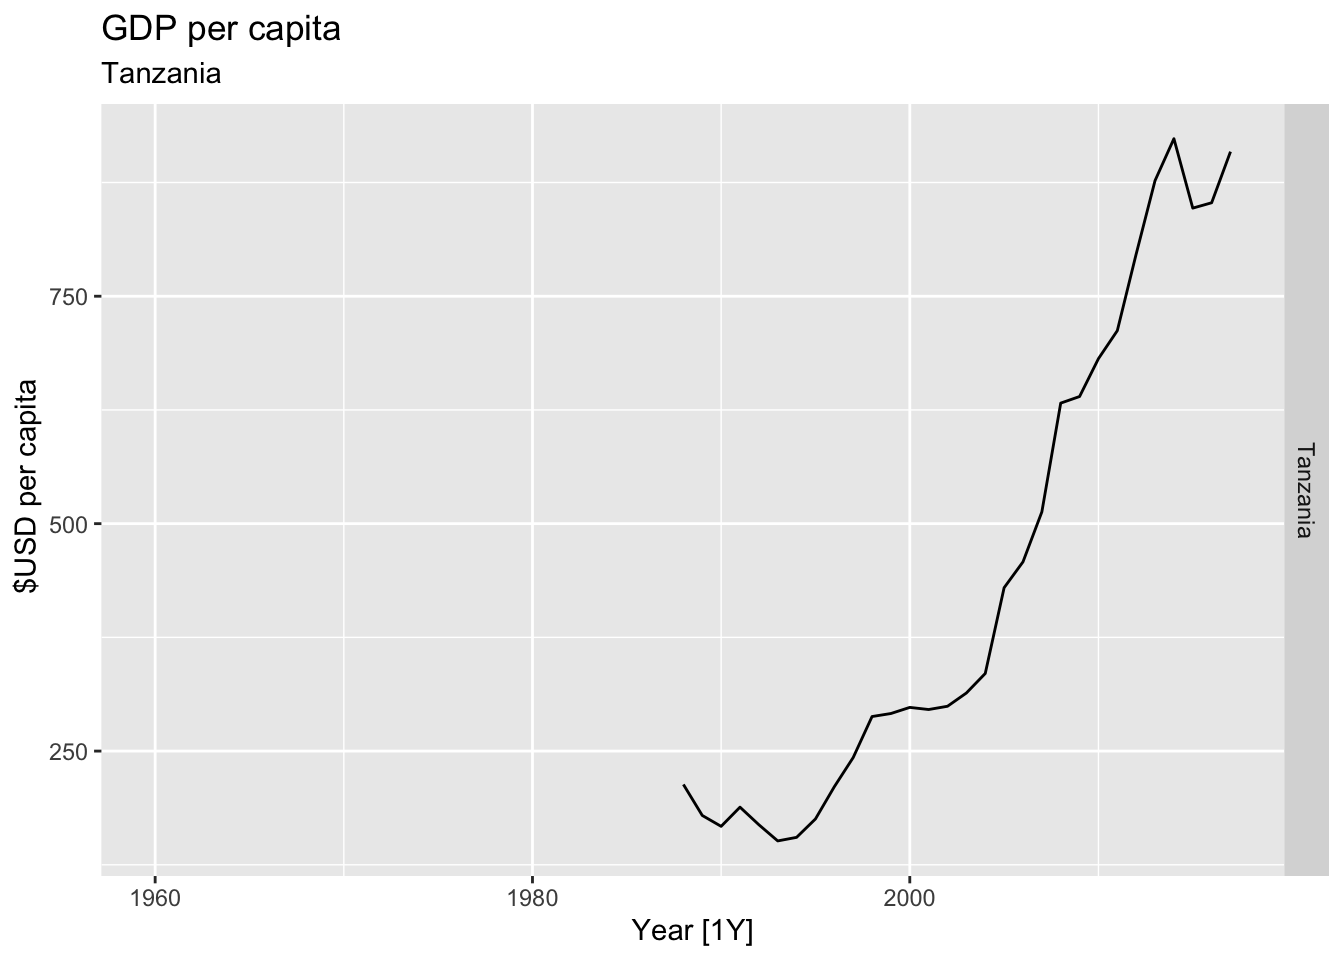 GDP per capita
Tanzania
$USD per capita
750
500
250
1960
1980
2000
Year [1Y]
Tanzania